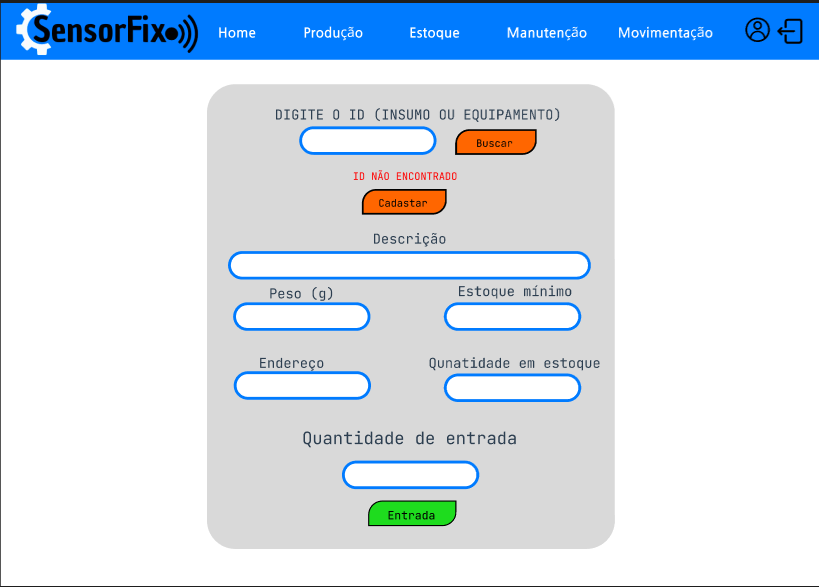 SensorFix
Home Produção Estoque Manutenção Movimentação
DIGITE O ID (INSUMO OU EQUIPAMENTO)
Buscar
ID NÃO ENCONTRADO
Cadastar
Descrição
Peso (g) Estoque mínimo
Endereço Qunatidade em estoque
Quantidade de entrada
Entrada